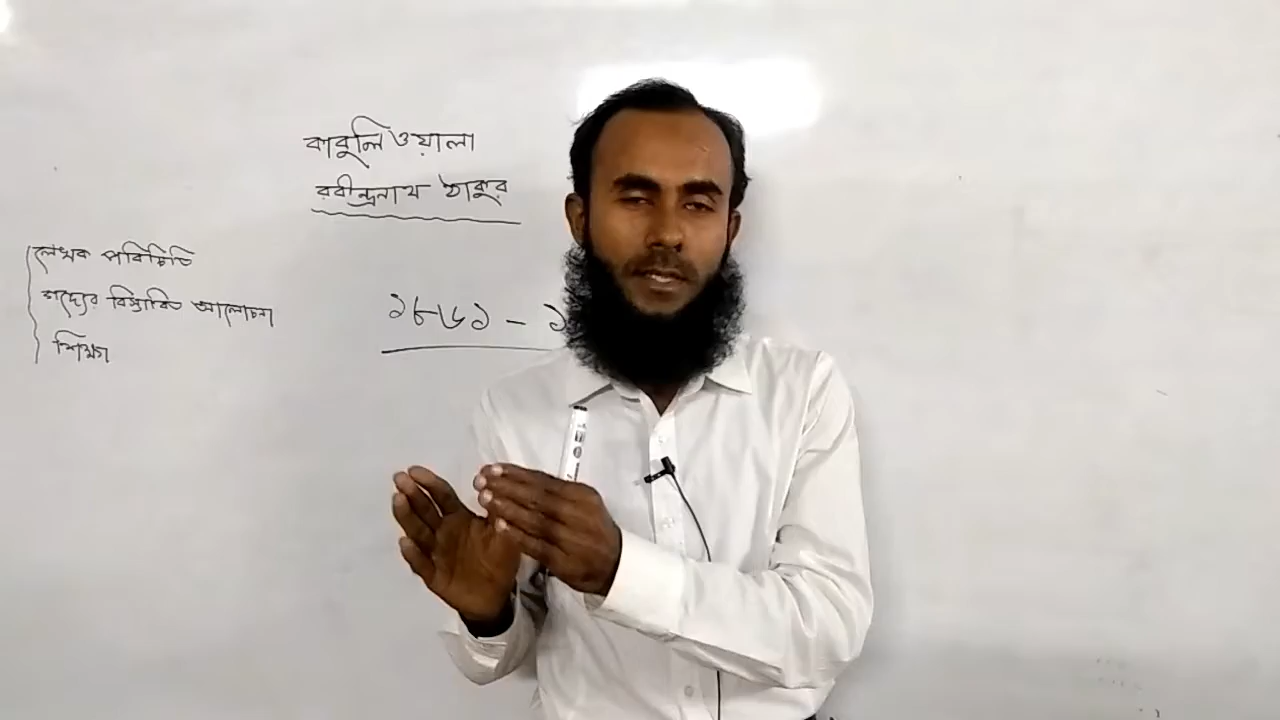 কাবুলিওয়ালা
রবীন্দ্রনাথ ঠাকুর
লেখক পরিচিতি
গদ্যের বিস্তারিত আলোচনা
শিক্ষা
১৮৬১ - ১